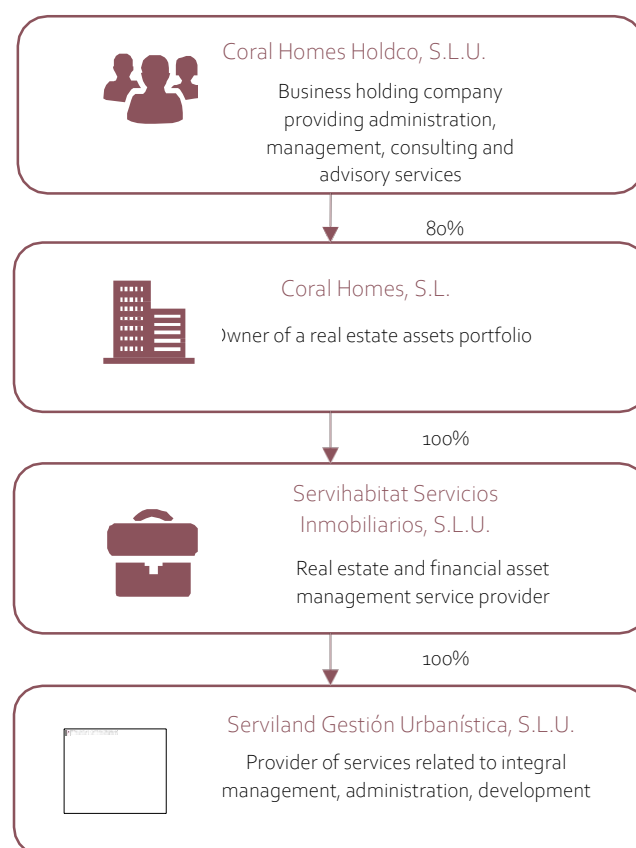 Coral Homes Holdco, S.L.U.
Business holding company
providing administration,
management, consulting and
advisory services
80%
Coral Homes, S.L.
wner of a real estate assets portfolio
100%
Servihabitat Servicios
Inmobiliarios, S.L.U.
Real estate and financial asset
management service provider
100%
Serviland Gestión Urbanística, S.L.U.
Provider of services related to integral
management, administration, development